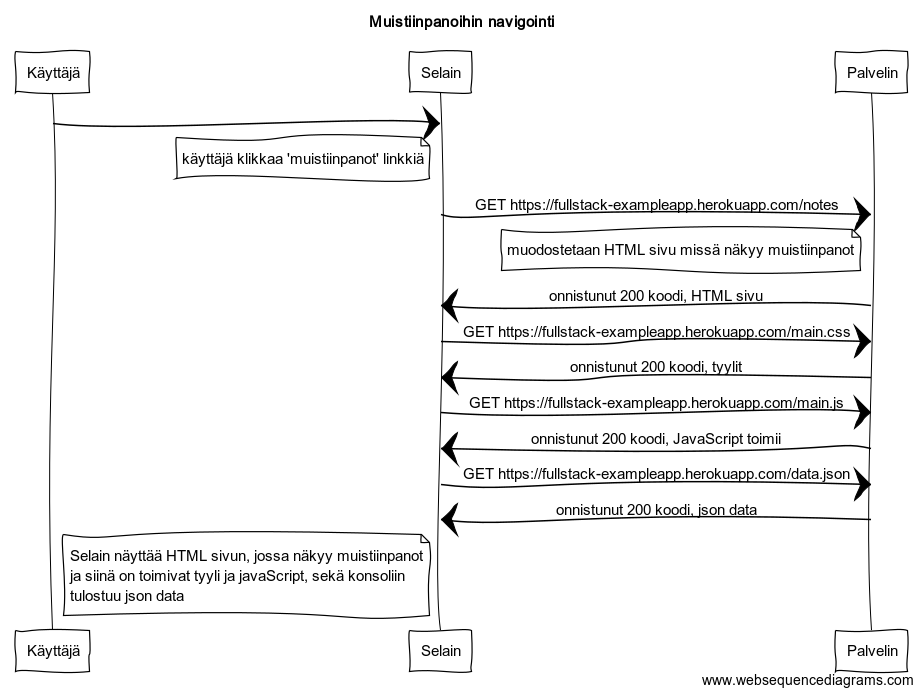 Muistiinpanoihin navigointi
Käyttäjä
Selain
Palvelin
käyttäjä klikkaa 'muistiinpanot' linkkiä
GET https://fullstack-exampleapp.herokuapp.com/notes
muodostetaan HTML sivu missä näkyy muistiinpanot
onnistunut 200 koodi, HTML sivu
GET https://fullstack-exampleapp.herokuapp.com/main.css
onnistunut 200 koodi, tyylit
GET https://fullstack-exampleapp.herokuapp.com/main.js
onnistunut 200 koodi, JavaScript toimii
GET https://fullstack-exampleapp.herokuapp.com/data.json
onnistunut 200 koodi, json data
Selain näyttää HTML sivun, jossa näkyy muistiinpanot
ja siinä on toimivat tyyli ja javaScript, sekä konsoliin
tulostuu json data
Käyttäjä
Selain
Palvelin
www.websequencediagrams.com